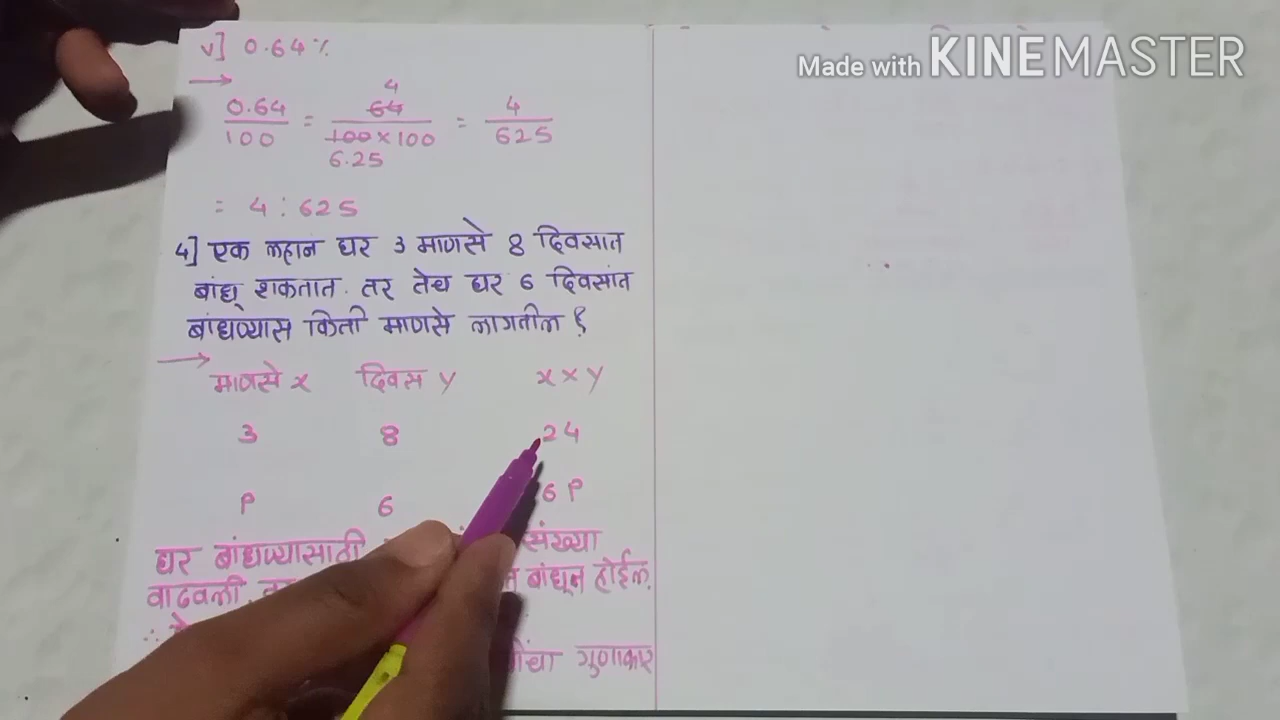 Made with KINEMASTER
v] 0.64%
0.64/100 = 64/100×100 = 4/625
4
6.25
= 4 : 625
4] एक लहान घर 3 माणसे 8 दिवसात
बांधू शकतात. तर तेच घर 6 दिवसांत
बांधण्यास किती माणसे लागतील ?
माणसे x दिवस y x × y
3 8 24
P 6 6 P
घर बांधण्यासाठी संख्या
वाढवली बांधून होईल.
गुणाकार